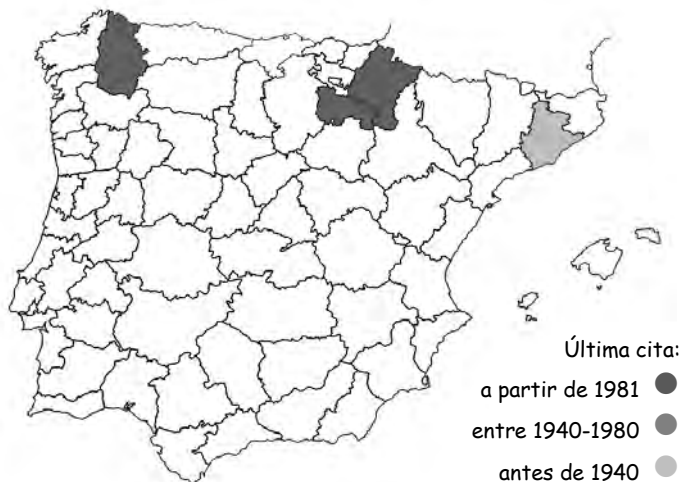 Última cita:
a partir de 1981
entre 1940-1980
antes de 1940